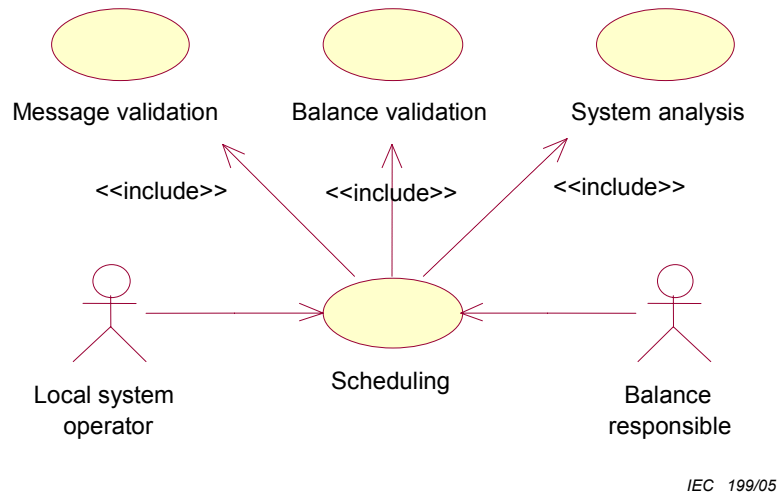 Message validation
Balance validation
System analysis
<<include>>
<<include>>
<<include>>
Scheduling
Local system
operator
Balance
responsible
IEC 199/05